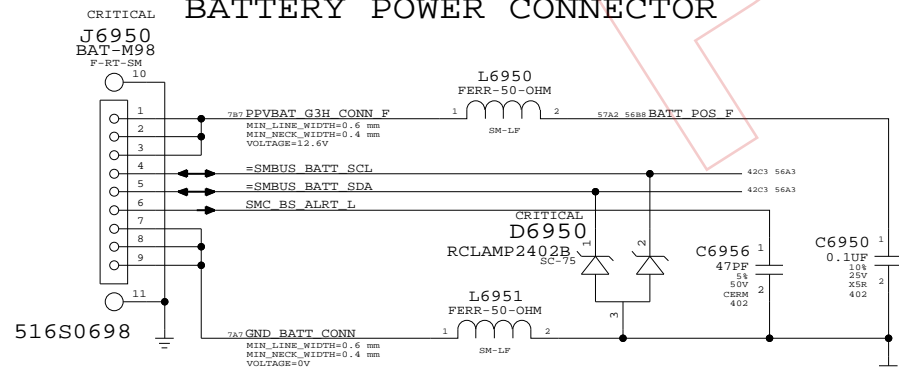 BATTERY POWER CONNECTOR
CRITICAL
J6950
BAT-M98
F-RT-SM
10
1
2
3
4
5
6
7
8
9
11
516S0698
7B7 PPVBAT_G3H_CONN_F
MIN_LINE_WIDTH=0.6 mm
MIN_NECK_WIDTH=0.4 mm
VOLTAGE=12.6V
L6950
FERR-50-OHM
1 2
SM-LF
57A2 56B8 BATT_POS_F
=SMBUS_BATT_SCL
42C3 56A3
=SMBUS_BATT_SDA
42C3 56A3
SMC_BS_ALRT_L
CRITICAL
D6950
RCLAMP2402B
SC-75
1
2
3
C6956
47PF
5%
50V
CERM
402
1
2
C6950
0.1UF
10%
25V
X5R
402
1
2
L6951
FERR-50-OHM
1 2
SM-LF
7A7 GND_BATT_CONN
MIN_LINE_WIDTH=0.6 mm
MIN_NECK_WIDTH=0.4 mm
VOLTAGE=0V